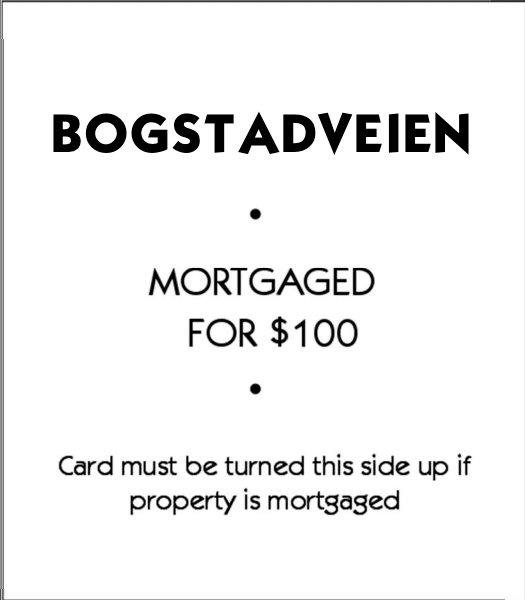 BOGSTADVEIEN
•
MORTGAGED
FOR $100
•
Card must be turned this side up if
property is mortgaged